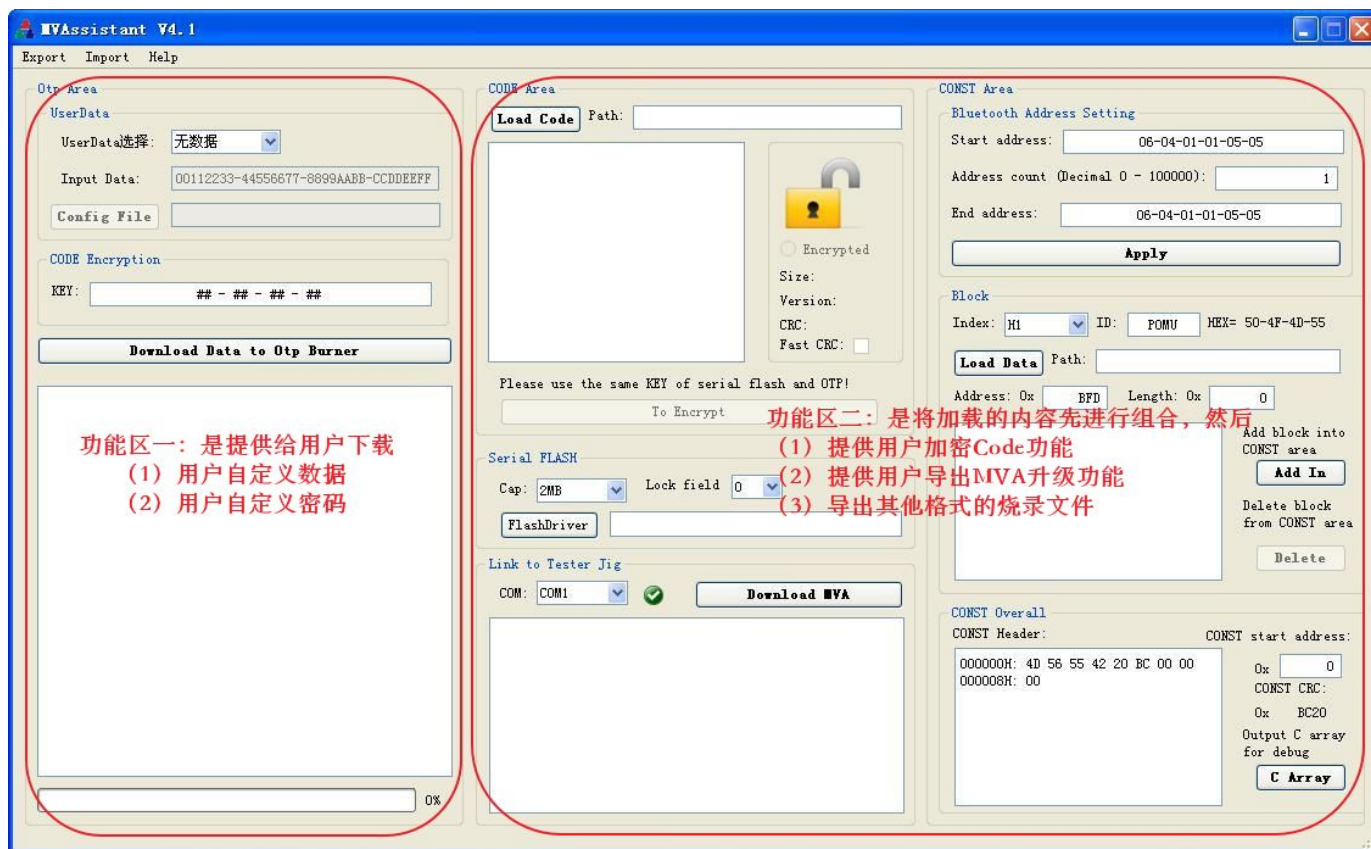 MVAssistant V4.1
Export Import Help
Otp Area
UserData
UserData选择: 无数据
Input Data: 00112233-44556677-8899AABB-CCDDEEFF
Config File
CODE Encryption
KEY: ## - ## - ## - ##
Download Data to Otp Burner
功能区一：是提供给用户下载
（1）用户自定义数据
（2）用户自定义密码
0%
CODE Area
Load Code Path:
Encrypted
Size:
Version:
CRC:
Fast CRC:
Please use the same KEY of serial flash and OTP!
To Encrypt
功能区二：是将加载的内容先进行组合，然后
（1）提供用户加密Code功能
（2）提供用户导出MVA升级功能
（3）导出其他格式的烧录文件
Serial FLASH
Cap: 2MB Lock field 0
FlashDriver
Link to Tester Jig
COM: COM1 Download MVA
CONST Area
Bluetooth Address Setting
Start address: 06-04-01-01-05-05
Address count (Decimal 0 - 100000): 1
End address: 06-04-01-01-05-05
Apply
Block
Index: H1 ID: POMU HEX= 50-4F-4D-55
Load Data Path:
Address: 0x BFD Length: 0x 0
Add block into
CONST area
Add In
Delete block
from CONST area
Delete
CONST Overall
CONST Header: CONST start address:
000000H: 4D 56 55 42 20 BC 00 00
000008H: 00
0x 0
CONST CRC:
0x BC20
Output C array
for debug
C Array